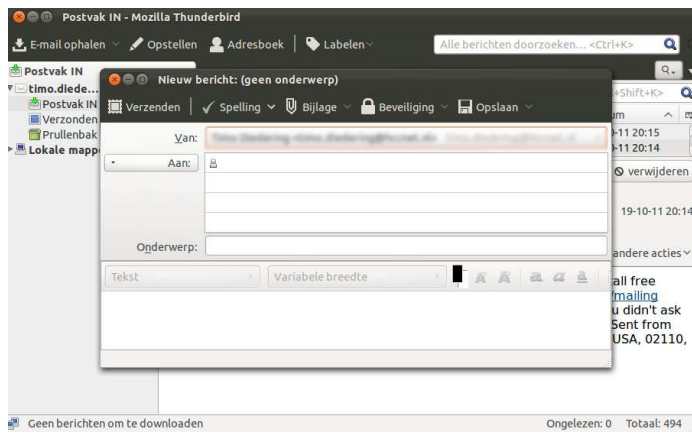 Postvak IN - Mozilla Thunderbird
E-mail ophalen Opstellen Adresboek Labelen Alle berichten doorzoeken... <Ctrl+K>
Postvak IN
timo.diede...
Postvak IN
Verzonden
Prullenbak
Lokale mapp
Nieuw bericht: (geen onderwerp)
Verzenden Spelling Bijlage Beveiliging Opslaan
Van:
Aan:
Onderwerp:
Tekst Variabele breedte
+Shift+K>
um
-11 20:15
-11 20:14
verwijderen
19-10-11 20:14
andere acties
all free
/mailing
u didn't ask
Sent from
USA, 02110,
Geen berichten om te downloaden Ongelezen: 0 Totaal: 494